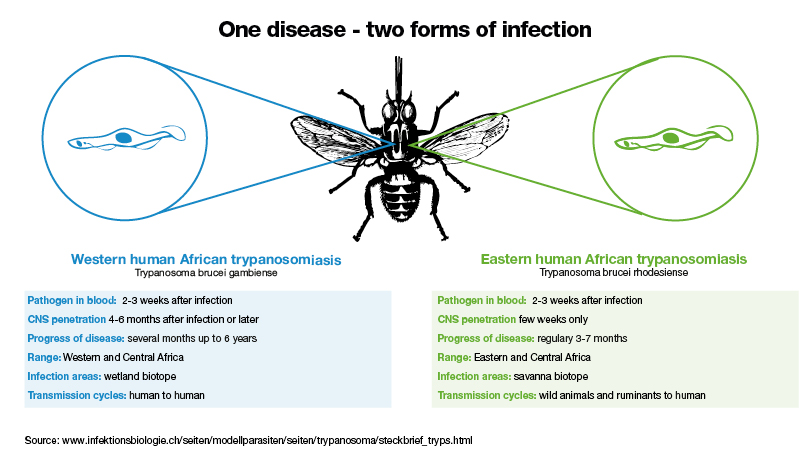 One disease - two forms of infection
Western human African trypanosomiasis
Trypanosoma brucei gambiense
Pathogen in blood: 2-3 weeks after infection
CNS penetration 4-6 months after infection or later
Progress of disease: several months up to 6 years
Range: Western and Central Africa
Infection areas: wetland biotope
Transmission cycles: human to human
Eastern human African trypanosomiasis
Trypanosoma brucei rhodesiense
Pathogen in blood: 2-3 weeks after infection
CNS penetration few weeks only
Progress of disease: regulary 3-7 months
Range: Eastern and Central Africa
Infection areas: savanna biotope
Transmission cycles: wild animals and ruminants to human
Source: www.infektionsbiologie.ch/seiten/modellparasiten/seiten/trypanosoma/steckbrief_tryps.html